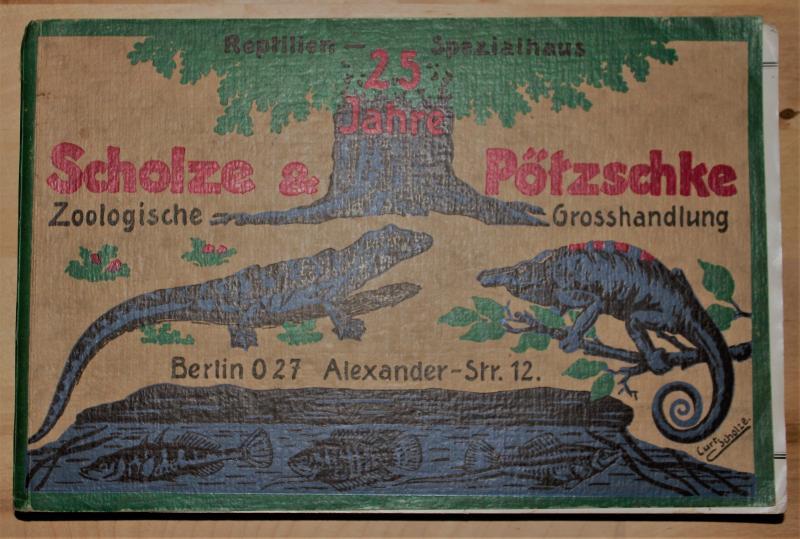 Reptilien – Spezialhaus
25
Jahre
Scholze & Pötzschke
Zoologische Grosshandlung
Berlin O 27 Alexander-Str. 12.
Curt Scholze.